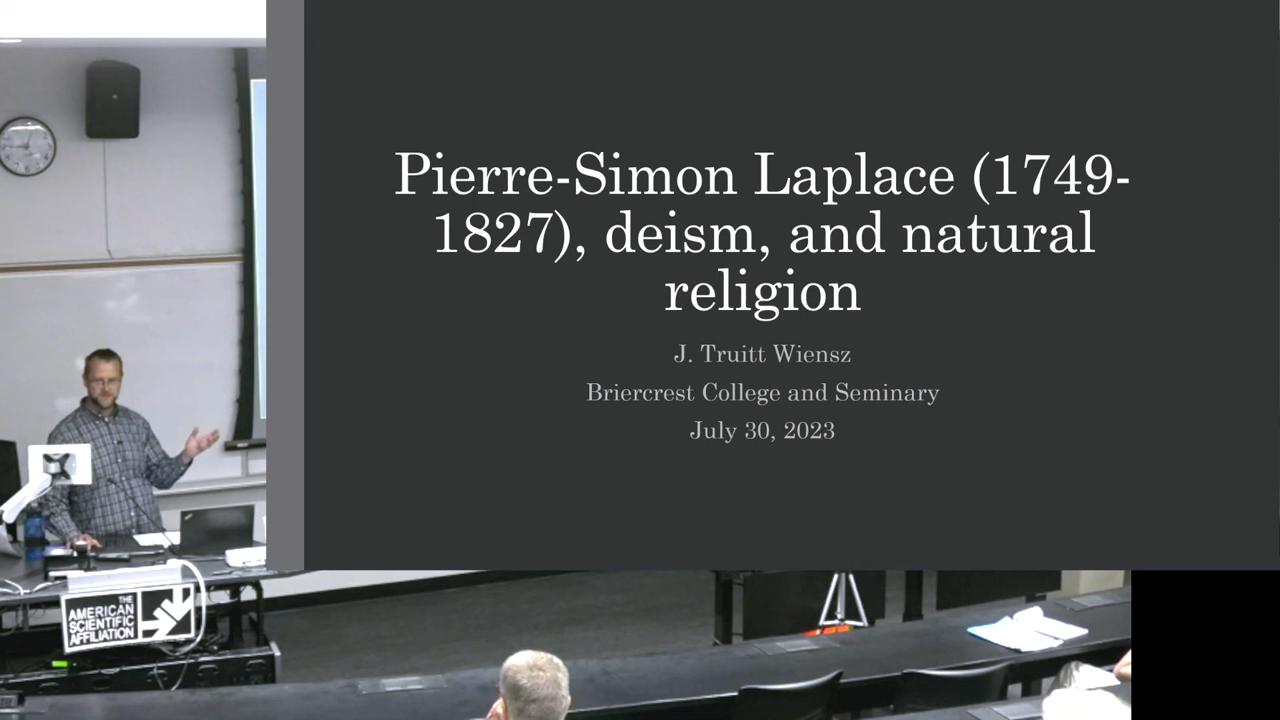 Pierre-Simon Laplace (1749-
1827), deism, and natural
religion
J. Truitt Wiensz
Briercrest College and Seminary
July 30, 2023
THE
AMERICAN
SCIENTIFIC
AFFILIATION